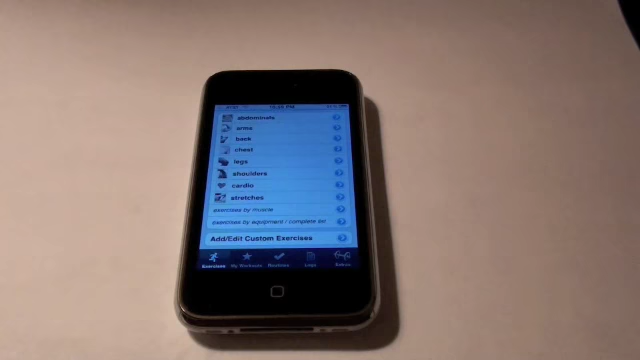 abdominals
arms
back
chest
legs
shoulders
cardio
stretches
exercises by muscle
exercises by equipment / complete list
Add/Edit Custom Exercises
Exercises My Workouts Routines Logs Extras